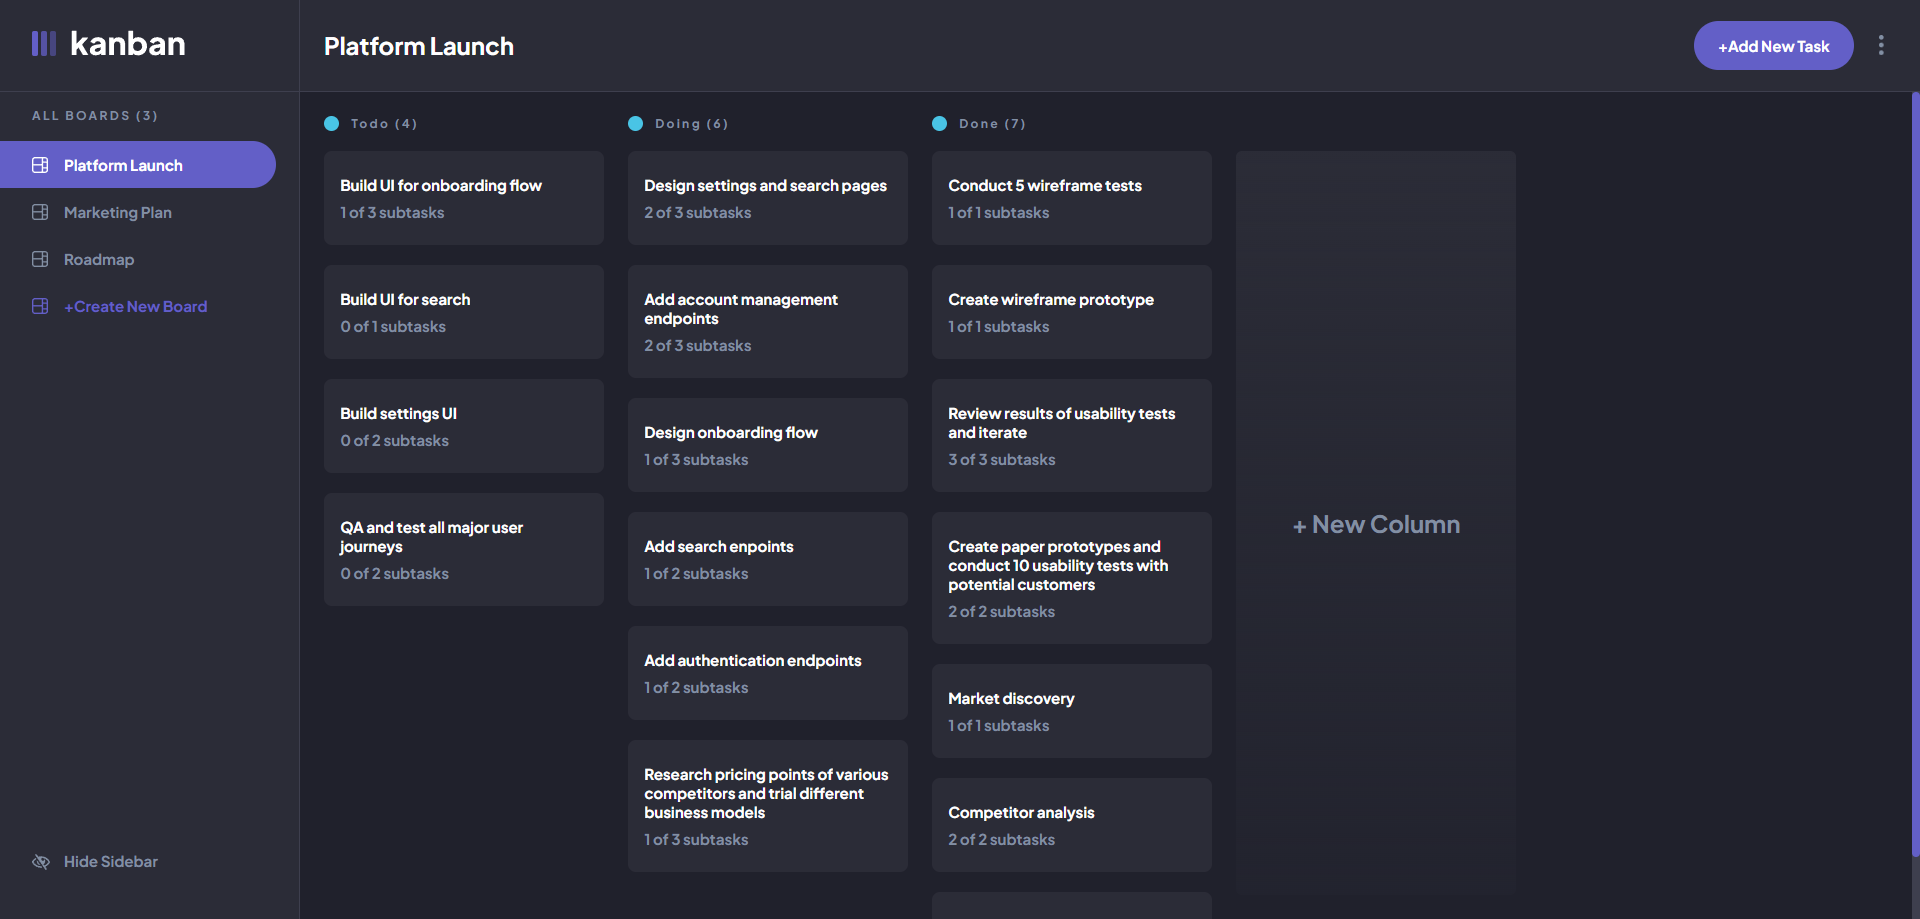 kanban
Platform Launch
+Add New Task
ALL BOARDS (3)
Platform Launch
Marketing Plan
Roadmap
+Create New Board
Hide Sidebar
Todo (4)
Build UI for onboarding flow
1 of 3 subtasks
Build UI for search
0 of 1 subtasks
Build settings UI
0 of 2 subtasks
QA and test all major user
journeys
0 of 2 subtasks
Doing (6)
Design settings and search pages
2 of 3 subtasks
Add account management
endpoints
2 of 3 subtasks
Design onboarding flow
1 of 3 subtasks
Add search enpoints
1 of 2 subtasks
Add authentication endpoints
1 of 2 subtasks
Research pricing points of various
competitors and trial different
business models
1 of 3 subtasks
Done (7)
Conduct 5 wireframe tests
1 of 1 subtasks
Create wireframe prototype
1 of 1 subtasks
Review results of usability tests
and iterate
3 of 3 subtasks
Create paper prototypes and
conduct 10 usability tests with
potential customers
2 of 2 subtasks
Market discovery
1 of 1 subtasks
Competitor analysis
2 of 2 subtasks
+ New Column